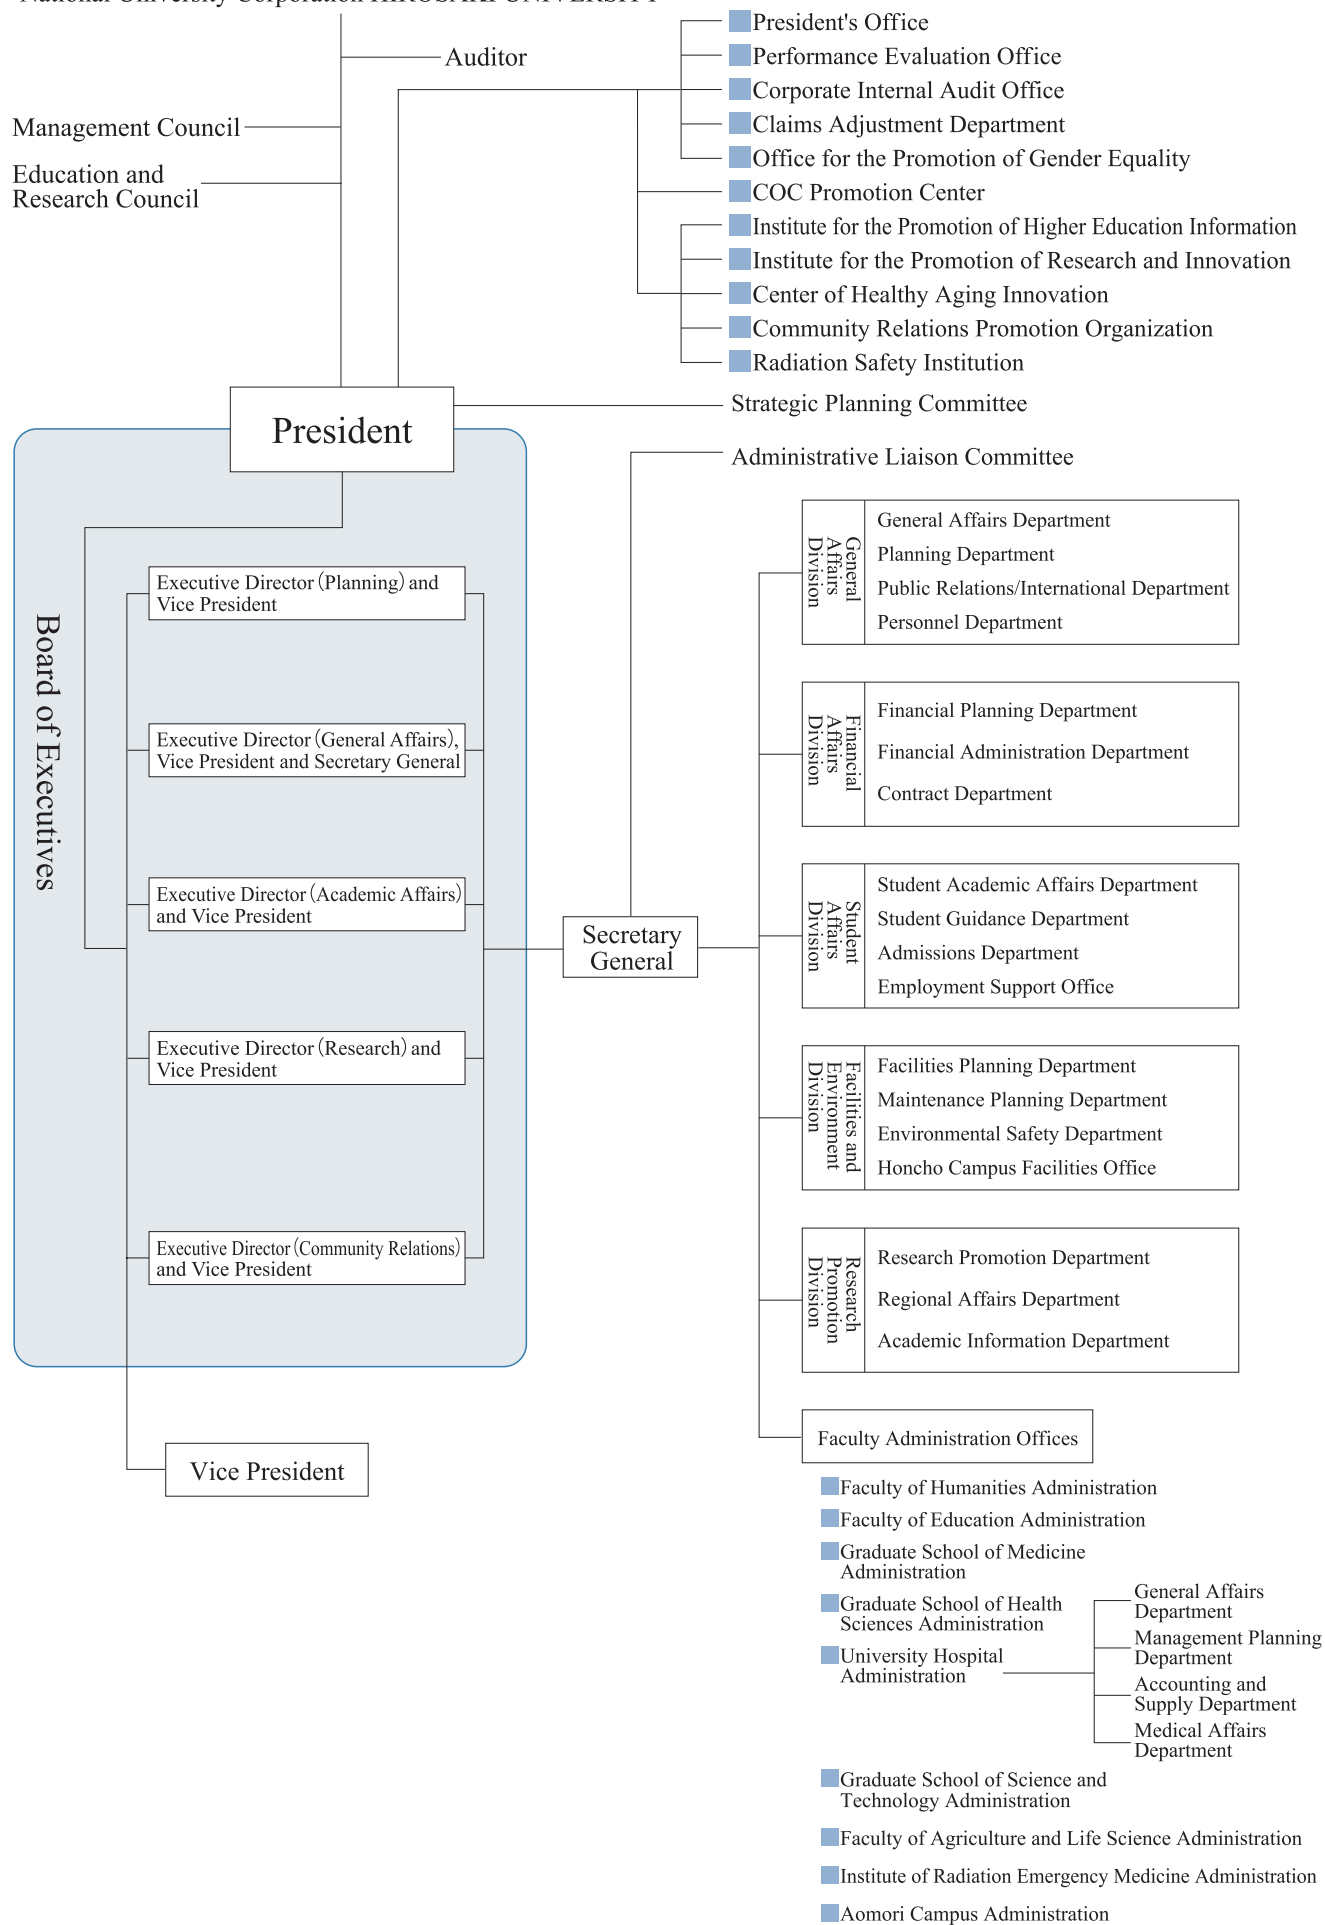 National University Corporation HIROSAKI UNIVERSITY
Auditor
Management Council
Education and
Research Council
President's Office
Performance Evaluation Office
Corporate Internal Audit Office
Claims Adjustment Department
Office for the Promotion of Gender Equality
COC Promotion Center
Institute for the Promotion of Higher Education Information
Institute for the Promotion of Research and Innovation
Center of Healthy Aging Innovation
Community Relations Promotion Organization
Radiation Safety Institution
President
Strategic Planning Committee
Administrative Liaison Committee
Board of Executives
Executive Director (Planning) and
Vice President
Executive Director (General Affairs),
Vice President and Secretary General
Executive Director (Academic Affairs)
and Vice President
Executive Director (Research) and
Vice President
Executive Director (Community Relations)
and Vice President
Vice President
Secretary
General
General
Affairs
Division
General Affairs Department
Planning Department
Public Relations/International Department
Personnel Department
Financial
Affairs
Division
Financial Planning Department
Financial Administration Department
Contract Department
Student
Affairs
Division
Student Academic Affairs Department
Student Guidance Department
Admissions Department
Employment Support Office
Facilities and
Environment
Division
Facilities Planning Department
Maintenance Planning Department
Environmental Safety Department
Honcho Campus Facilities Office
Research
Promotion
Division
Research Promotion Department
Regional Affairs Department
Academic Information Department
Faculty Administration Offices
Faculty of Humanities Administration
Faculty of Education Administration
Graduate School of Medicine
Administration
Graduate School of Health
Sciences Administration
University Hospital
Administration
General Affairs
Department
Management Planning
Department
Accounting and
Supply Department
Medical Affairs
Department
Graduate School of Science and
Technology Administration
Faculty of Agriculture and Life Science Administration
Institute of Radiation Emergency Medicine Administration
Aomori Campus Administration